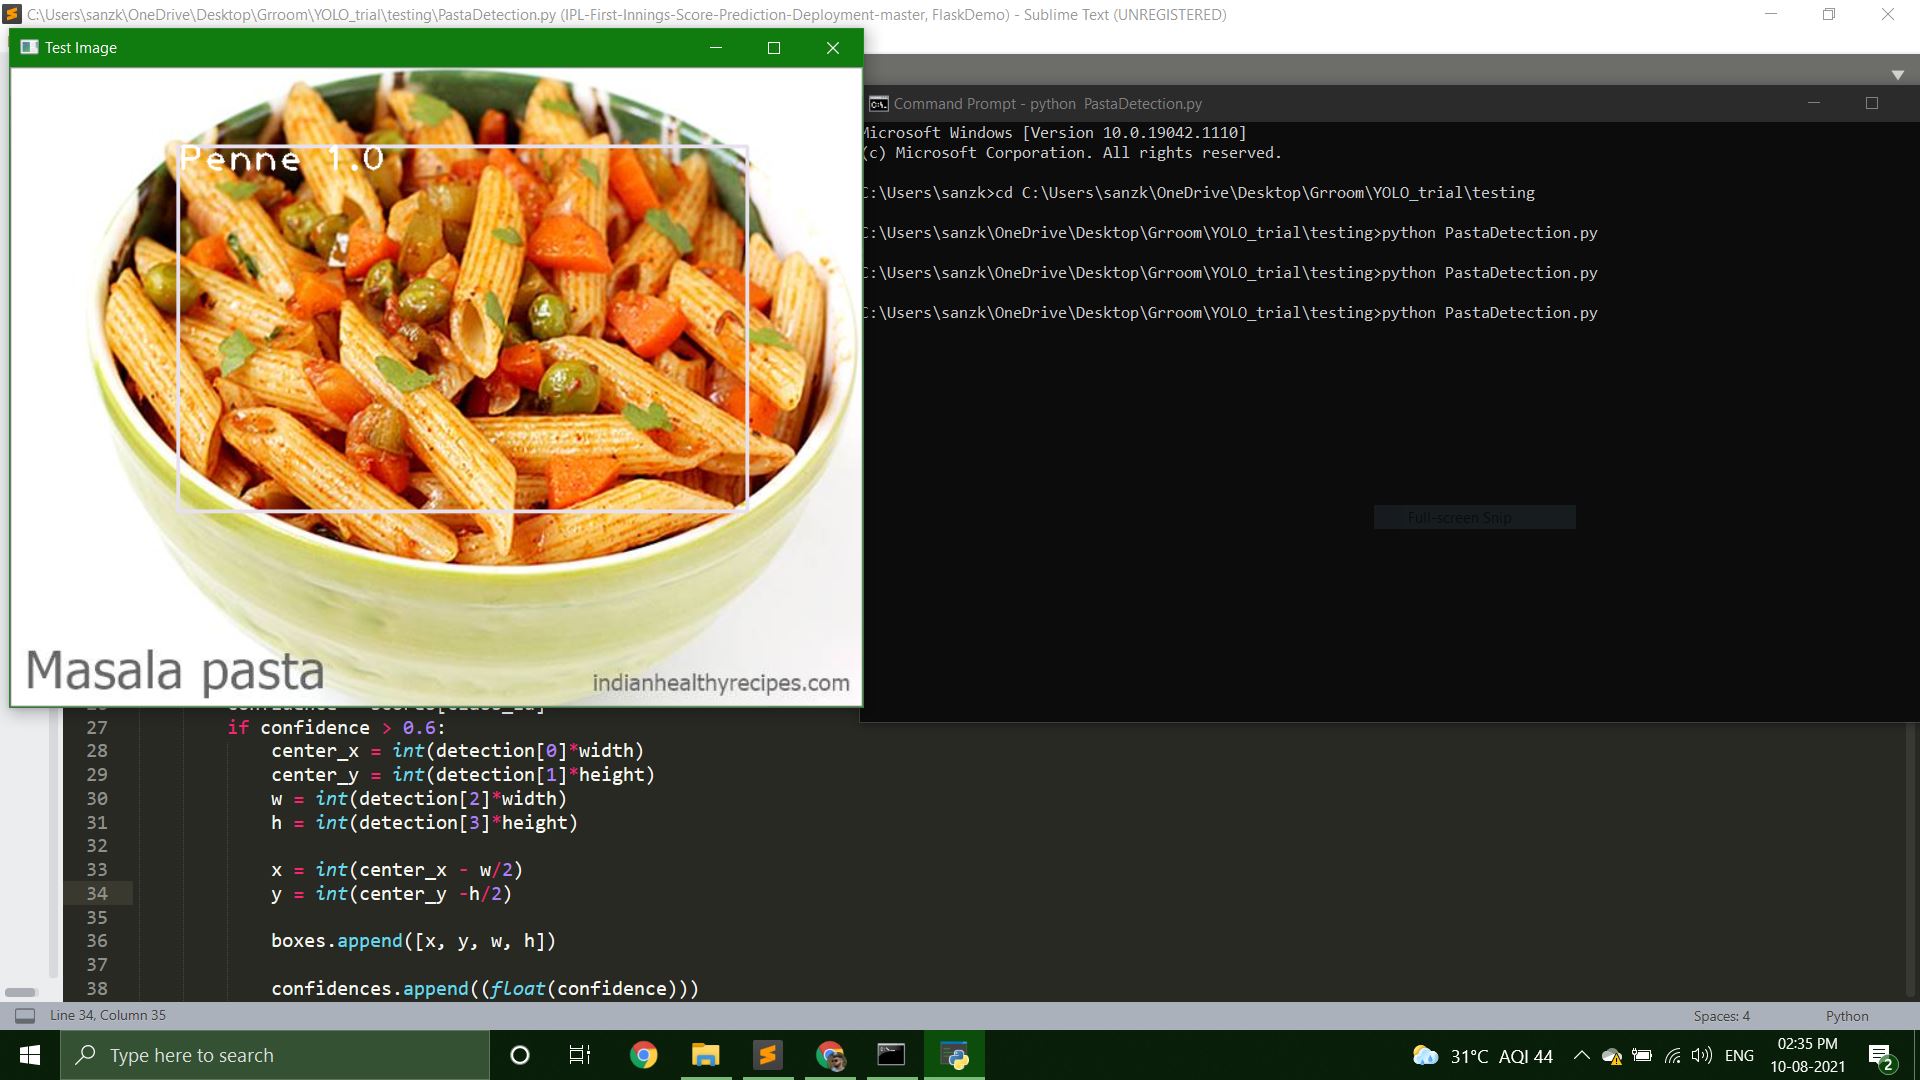 C:\Users\sanzk\OneDrive\Desktop\Grroom\YOLO_trial\testing\PastaDetection.py (IPL-First-Innings-Score-Prediction-Deployment-master, FlaskDemo) - Sublime Text (UNREGISTERED)
Test Image
Penne 1.0
Masala pasta
indianhealthyrecipes.com
Command Prompt - python PastaDetection.py
Microsoft Windows [Version 10.0.19042.1110]
(c) Microsoft Corporation. All rights reserved.
C:\Users\sanzk>cd C:\Users\sanzk\OneDrive\Desktop\Grroom\YOLO_trial\testing
C:\Users\sanzk\OneDrive\Desktop\Grroom\YOLO_trial\testing>python PastaDetection.py
C:\Users\sanzk\OneDrive\Desktop\Grroom\YOLO_trial\testing>python PastaDetection.py
C:\Users\sanzk\OneDrive\Desktop\Grroom\YOLO_trial\testing>python PastaDetection.py
Full-screen Snip
27 if confidence > 0.6:
28 center_x = int(detection[0]*width)
29 center_y = int(detection[1]*height)
30 w = int(detection[2]*width)
31 h = int(detection[3]*height)
32
33 x = int(center_x - w/2)
34 y = int(center_y -h/2)
35
36 boxes.append([x, y, w, h])
37
38 confidences.append((float(confidence)))
Line 34, Column 35
Spaces: 4
Python
Type here to search
31°C AQI 44
ENG
02:35 PM
10-08-2021
2